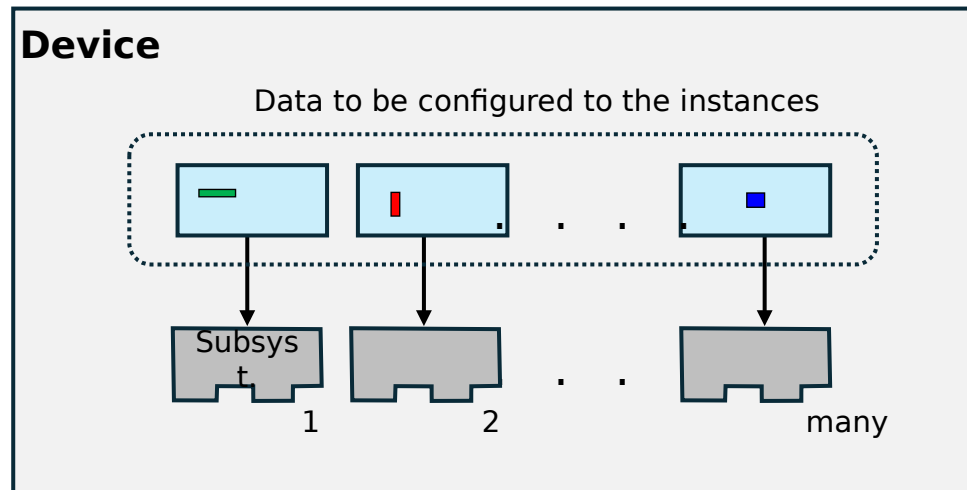 Device
Data to be configured to the instances
. . . .
Subsys
t.
. .
1
2
many